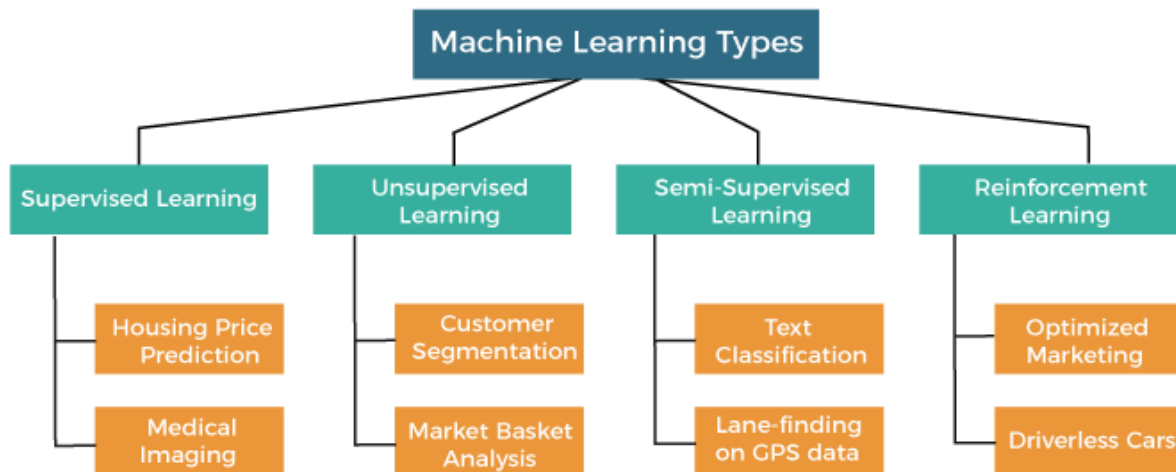 Machine Learning Types
Supervised Learning
Unsupervised
Learning
Semi-Supervised
Learning
Reinforcement
Learning
Housing Price
Prediction
Medical
Imaging
Customer
Segmentation
Market Basket
Analysis
Text
Classification
Lane-finding
on GPS data
Optimized
Marketing
Driverless Cars